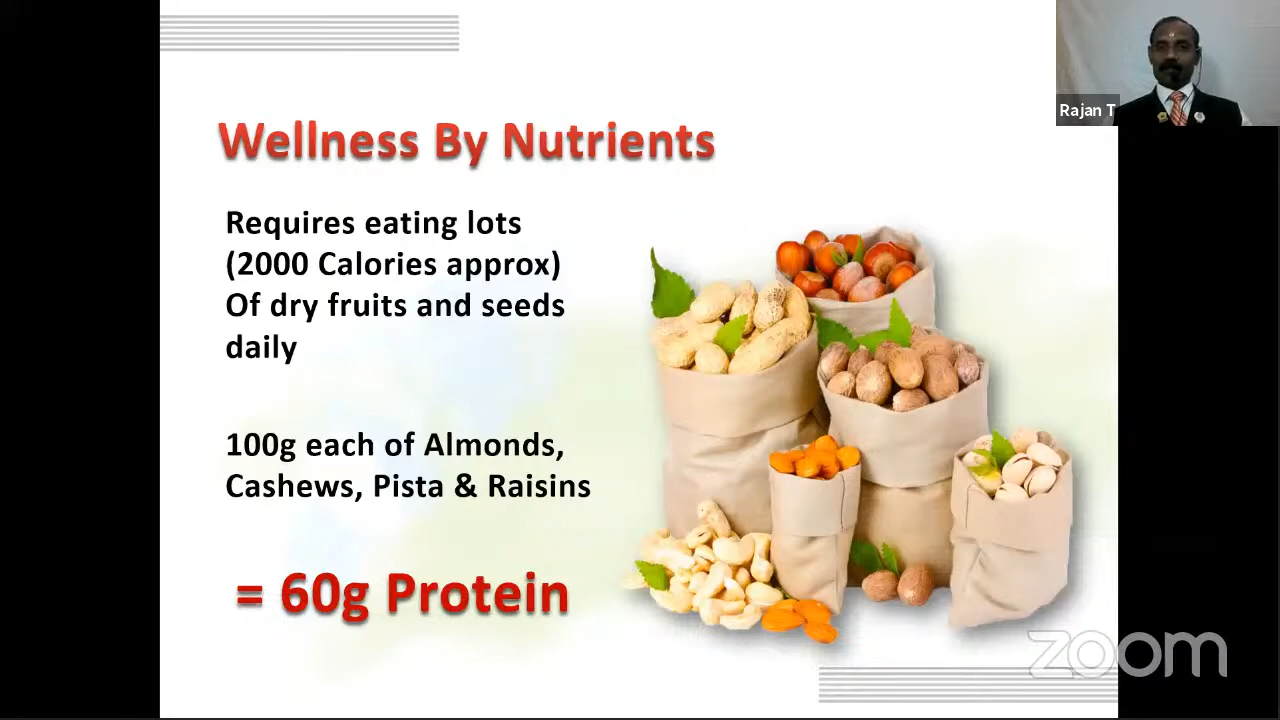 Rajan T
Wellness By Nutrients
Requires eating lots
(2000 Calories approx)
Of dry fruits and seeds
daily
100g each of Almonds,
Cashews, Pista & Raisins
= 60g Protein
zoom